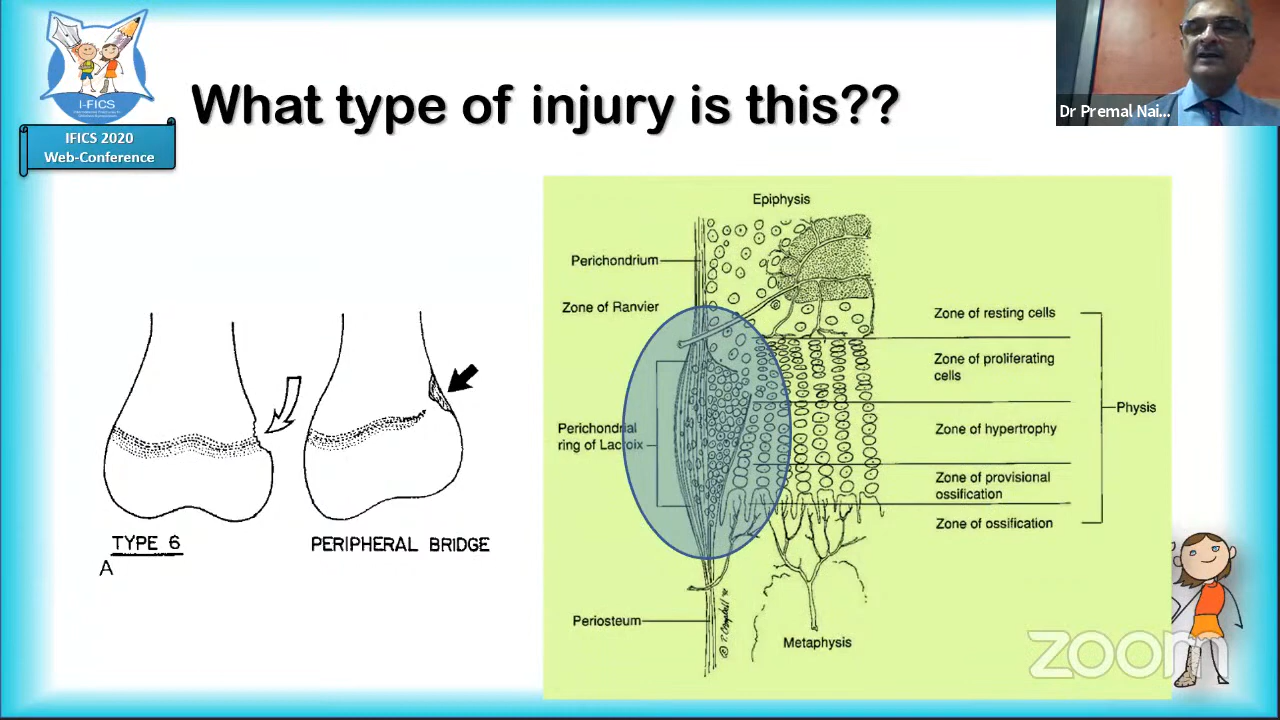 I-FICS
IFICS 2020
Web-Conference
What type of injury is this??
Dr Premal Nai...
TYPE 6
A
PERIPHERAL BRIDGE
Epiphysis
Perichondrium
Zone of Ranvier
Perichondrial
ring of Lacroix
Periosteum
Metaphysis
Zone of resting cells
Zone of proliferating
cells
Zone of hypertrophy
Zone of provisional
ossification
Zone of ossification
Physis
zoom